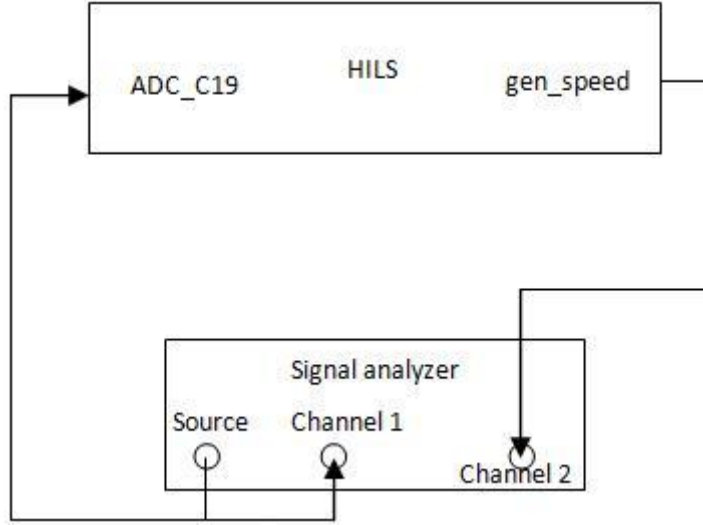 HILS
ADC_C19
gen_speed
Signal analyzer
Source
Channel 1
Channel 2